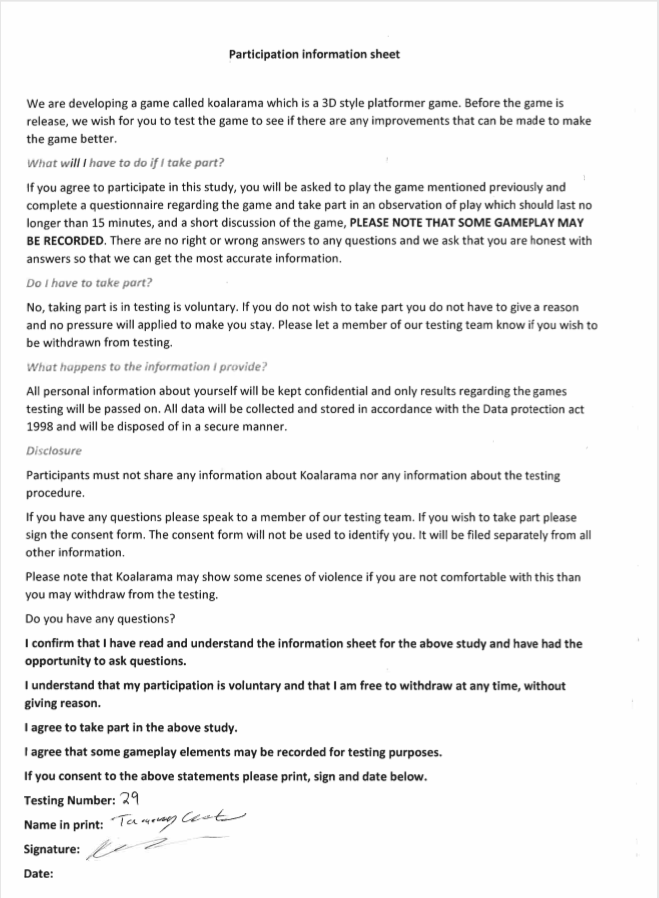 Participation information sheet
We are developing a game called koalarama which is a 3D style platformer game. Before the game is
release, we wish for you to test the game to see if there are any improvements that can be made to make
the game better.
What will I have to do if I take part?
If you agree to participate in this study, you will be asked to play the game mentioned previously and
complete a questionnaire regarding the game and take part in an observation of play which should last no
longer than 15 minutes, and a short discussion of the game, PLEASE NOTE THAT SOME GAMEPLAY MAY
BE RECORDED. There are no right or wrong answers to any questions and we ask that you are honest with
answers so that we can get the most accurate information.
Do I have to take part?
No, taking part is in testing is voluntary. If you do not wish to take part you do not have to give a reason
and no pressure will applied to make you stay. Please let a member of our testing team know if you wish to
be withdrawn from testing.
What happens to the information I provide?
All personal information about yourself will be kept confidential and only results regarding the games
testing will be passed on. All data will be collected and stored in accordance with the Data protection act
1998 and will be disposed of in a secure manner.
Disclosure
Participants must not share any information about Koalarama nor any information about the testing
procedure.
If you have any questions please speak to a member of our testing team. If you wish to take part please
sign the consent form. The consent form will not be used to identify you. It will be filed separately from all
other information.
Please note that Koalarama may show some scenes of violence if you are not comfortable with this than
you may withdraw from the testing.
Do you have any questions?
I confirm that I have read and understand the information sheet for the above study and have had the
opportunity to ask questions.
I understand that my participation is voluntary and that I am free to withdraw at any time, without
giving reason.
I agree to take part in the above study.
I agree that some gameplay elements may be recorded for testing purposes.
If you consent to the above statements please print, sign and date below.
Testing Number: 29
Name in print: Tammy
Signature:
Date: